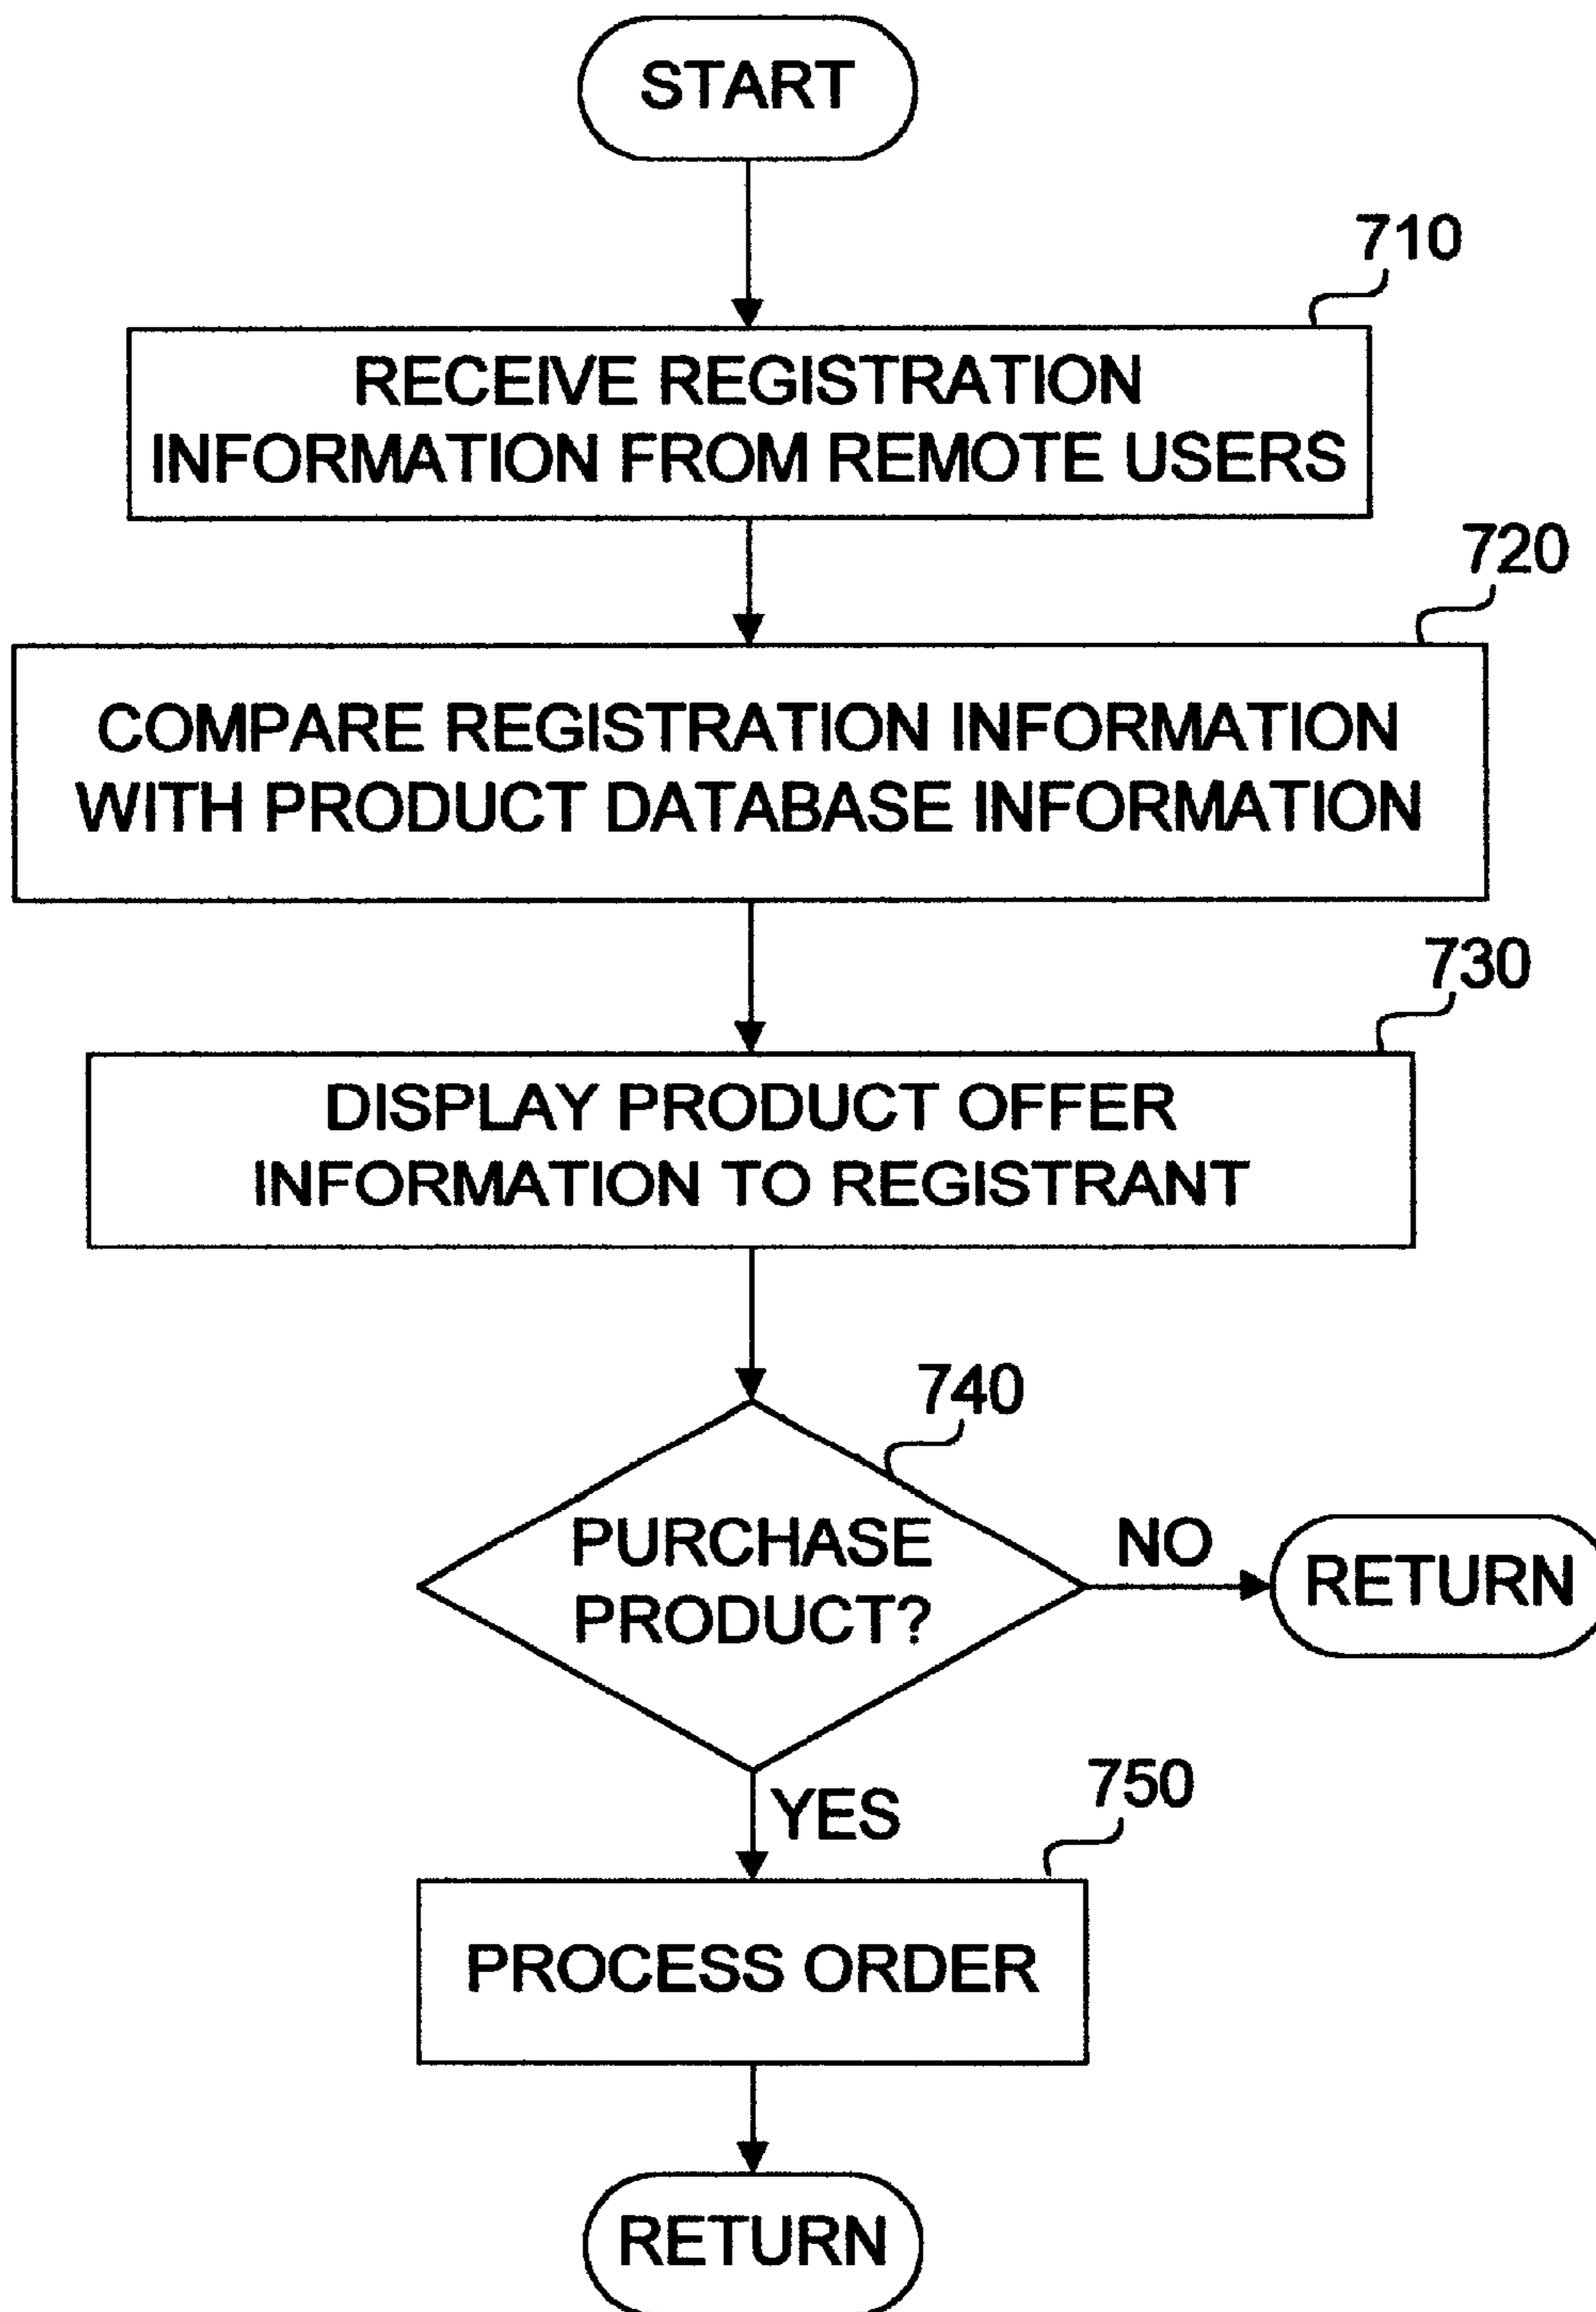 START
710
RECEIVE REGISTRATION
INFORMATION FROM REMOTE USERS
720
COMPARE REGISTRATION INFORMATION
WITH PRODUCT DATABASE INFORMATION
730
DISPLAY PRODUCT OFFER
INFORMATION TO REGISTRANT
740
PURCHASE
PRODUCT?
NO
RETURN
YES
750
PROCESS ORDER
RETURN